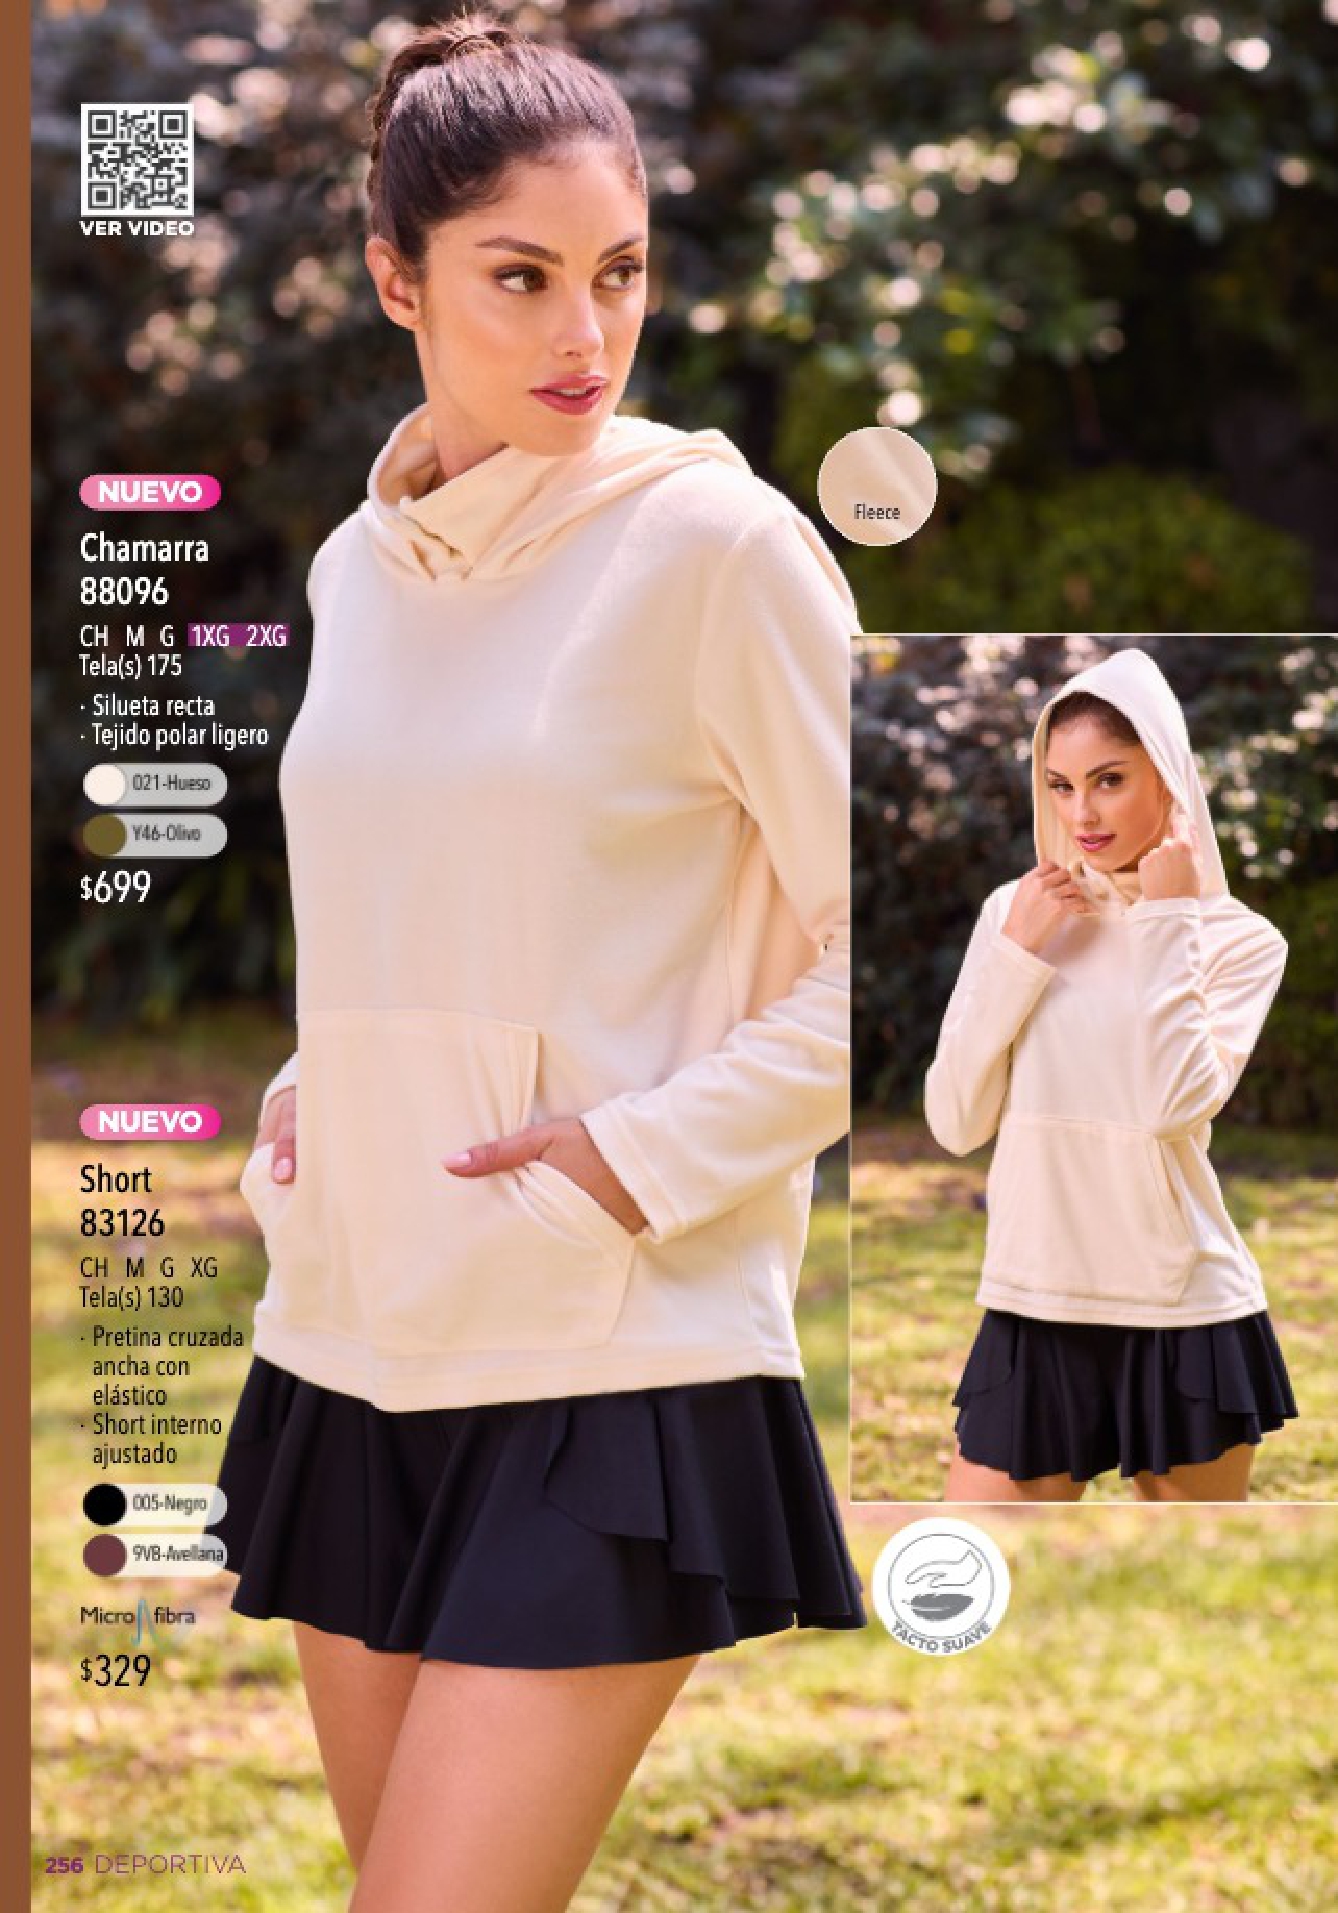 VER VIDEO
NUEVO
Chamarra
88096
CH M G 1XG 2XG
Tela(s) 175
· Silueta recta
· Tejido polar ligero
021-Hueso
Y46-Olivo
$699
Fleece
NUEVO
Short
83126
CH M G XG
Tela(s) 130
· Pretina cruzada
ancha con
elástico
· Short interno
ajustado
005-Negro
9VB-Avellana
Micro fibra
$329
TACTO SUAVE
256 DEPORTIVA